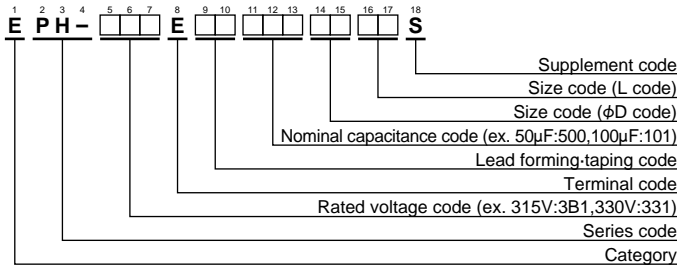 1 2 3 4 5 6 7 8 9 10 11 12 13 14 15 16 17 18
E P H – E S
Supplement code
Size code (L code)
Size code (ϕD code)
Nominal capacitance code (ex. 50µF:500,100µF:101)
Lead forming·taping code
Terminal code
Rated voltage code (ex. 315V:3B1,330V:331)
Series code
Category